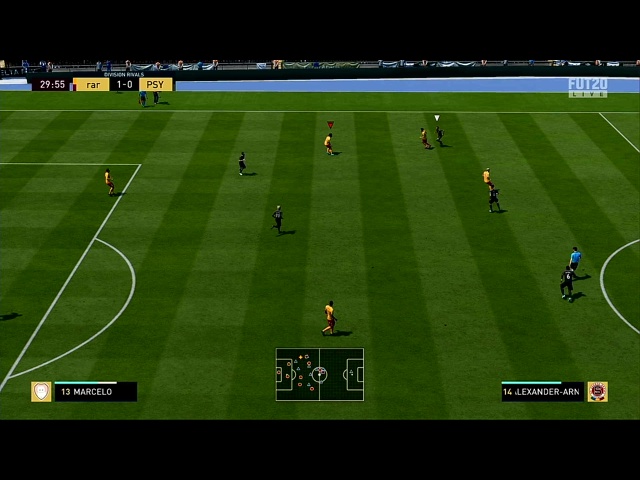 DIVISION RIVALS
29:55 rar 1-0 PSY
FUT20
LIVE
13 MARCELO
14 LEXANDER-ARN